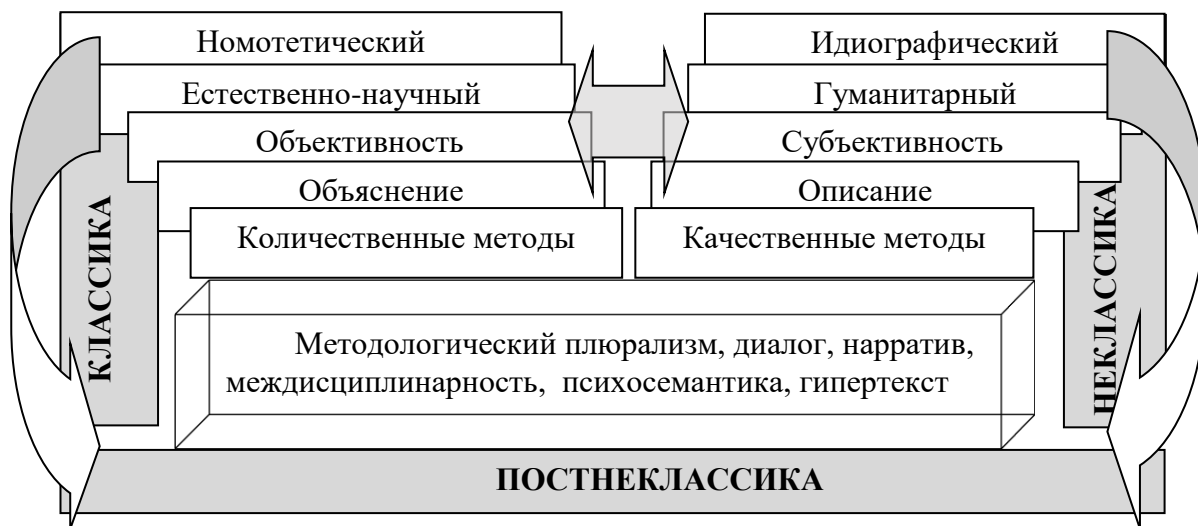 Номотетический
Идиографический
Естественно-научный
Гуманитарный
Объективность
Субъективность
Объяснение
Описание
Количественные методы
Качественные методы
КЛАССИКА
НЕКЛАССИКА
Методологический плюрализм, диалог, нарратив,
междисциплинарность, психосемантика, гипертекст
ПОСТНЕКЛАССИКА